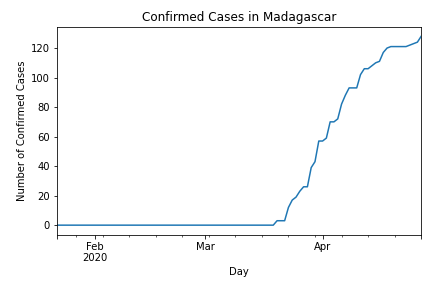 Confirmed Cases in Madagascar
120
100
80
60
40
20
0
Number of Confirmed Cases
Feb
2020
Mar
Apr
Day